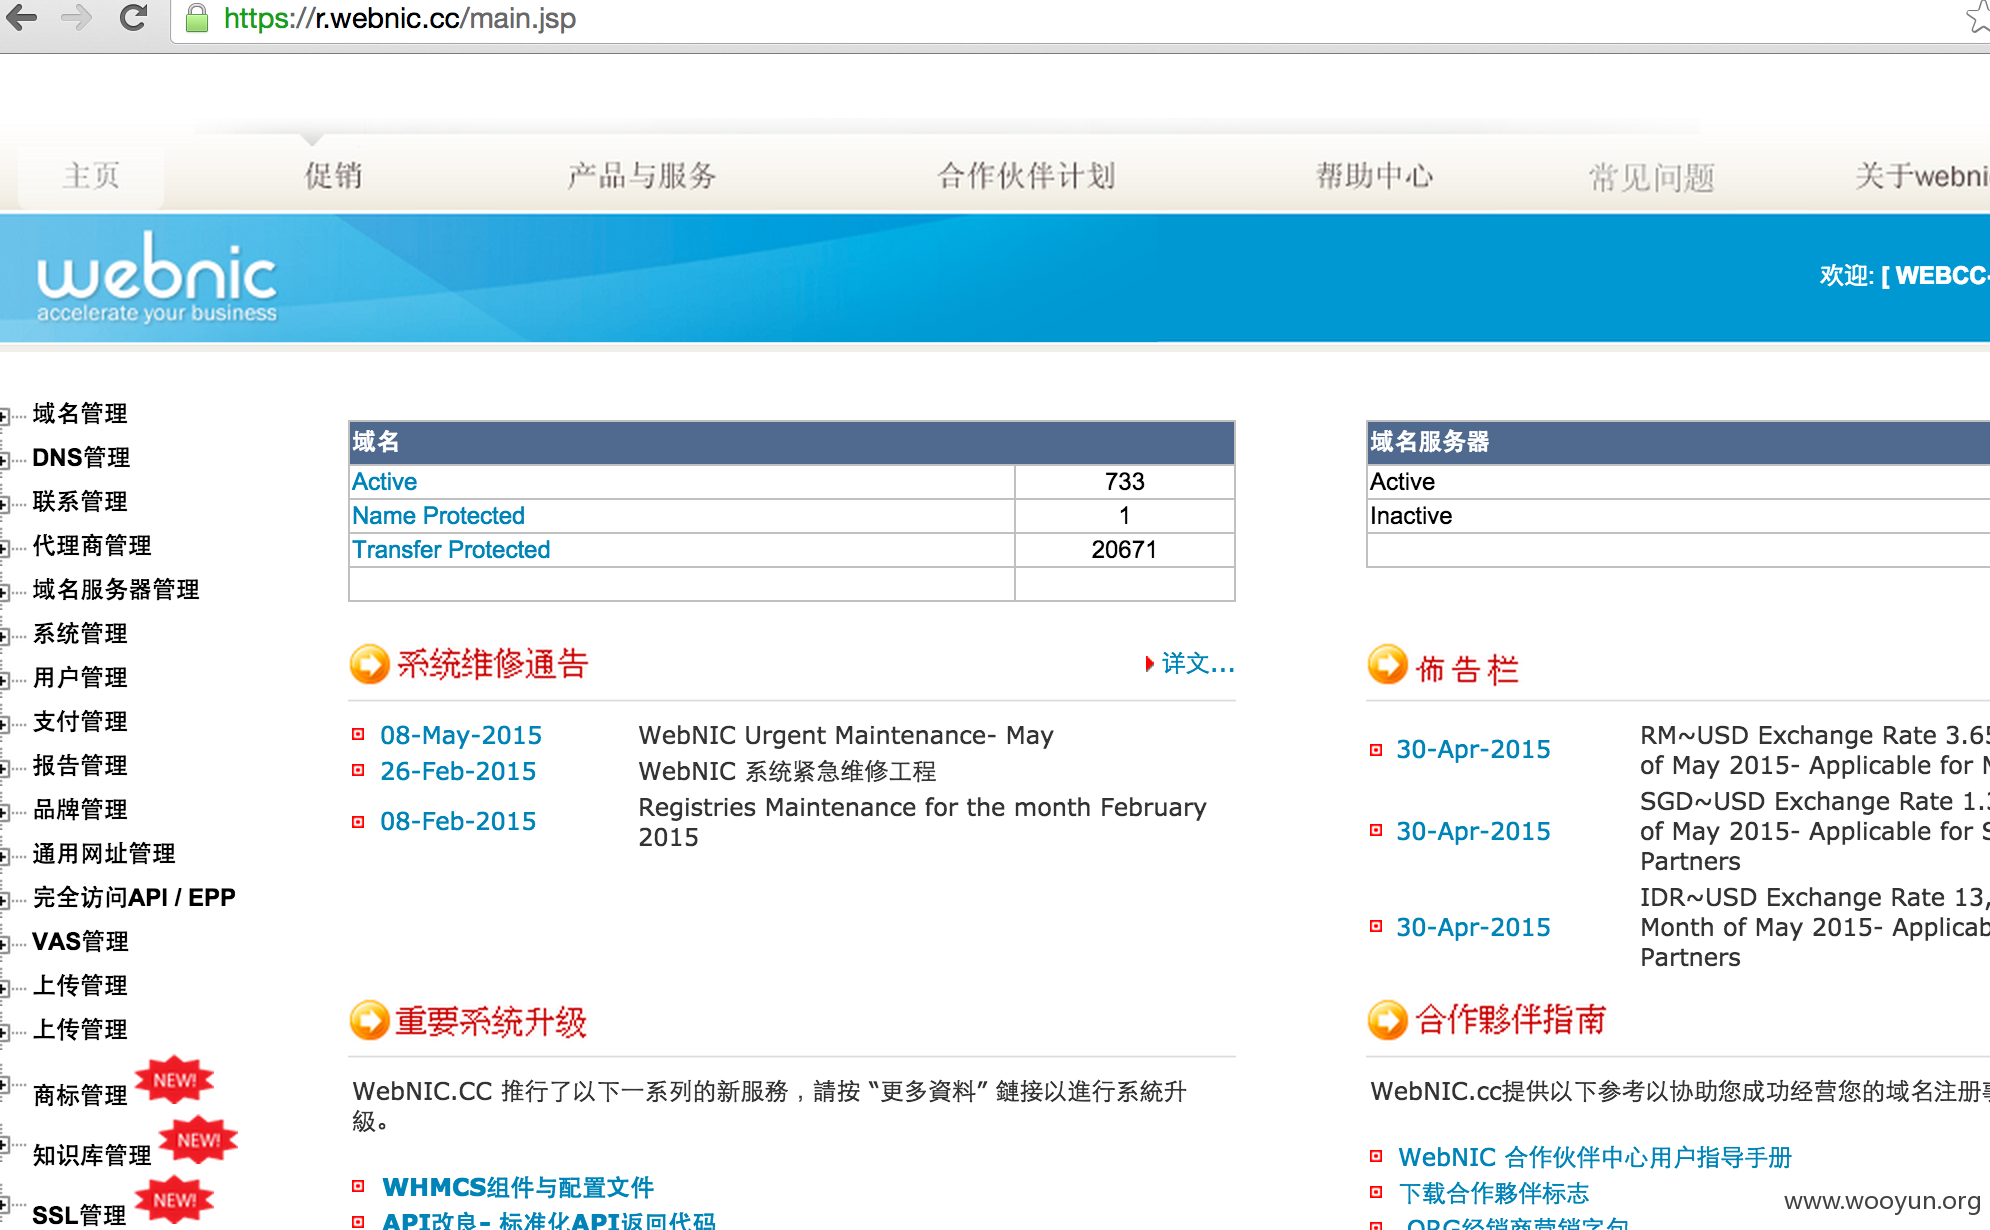 https://r.webnic.cc/main.jsp
主页 促销 产品与服务 合作伙伴计划 帮助中心 常见问题 关于webni
webnic
accelerate your business
欢迎: [ WEBCC-
域名管理
DNS管理
联系管理
代理商管理
域名服务器管理
系统管理
用户管理
支付管理
报告管理
品牌管理
通用网址管理
完全访问API / EPP
VAS管理
上传管理
上传管理
商标管理 NEW!
知识库管理 NEW!
SSL管理 NEW!
域名
Active 733
Name Protected 1
Transfer Protected 20671
域名服务器
Active
Inactive
系统维修通告
详文...
08-May-2015 WebNIC Urgent Maintenance- May
26-Feb-2015 WebNIC 系统紧急维修工程
08-Feb-2015 Registries Maintenance for the month February
2015
佈告栏
30-Apr-2015 RM~USD Exchange Rate 3.65
of May 2015- Applicable for M
30-Apr-2015 SGD~USD Exchange Rate 1.3
of May 2015- Applicable for S
Partners
30-Apr-2015 IDR~USD Exchange Rate 13,
Month of May 2015- Applicab
Partners
重要系统升级
WebNIC.CC 推行了以下一系列的新服務，請按 “更多資料” 鏈接以進行系統升
級。
WHMCS组件与配置文件
API改良- 标准化API返回代码
合作夥伴指南
WebNIC.cc提供以下参考以协助您成功经营您的域名注册事
WebNIC 合作伙伴中心用户指导手册
下载合作夥伴标志
.ORG经销商营销字句
www.wooyun.org